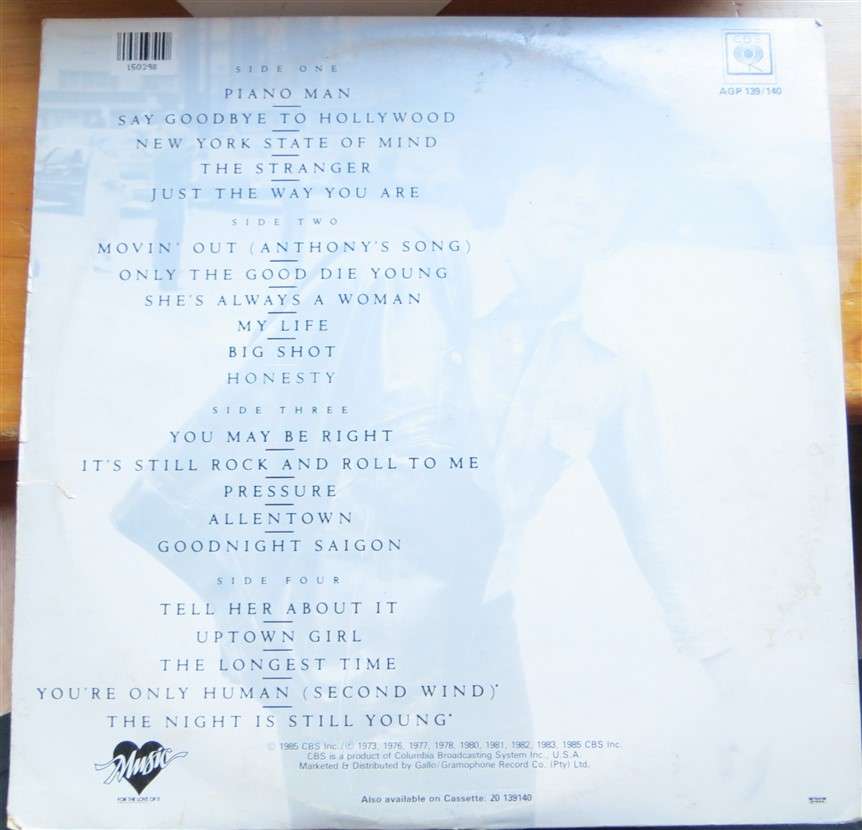 150298
CBS
AGP 139/140
SIDE ONE
PIANO MAN
SAY GOODBYE TO HOLLYWOOD
NEW YORK STATE OF MIND
THE STRANGER
JUST THE WAY YOU ARE
SIDE TWO
MOVIN' OUT (ANTHONY'S SONG)
ONLY THE GOOD DIE YOUNG
SHE'S ALWAYS A WOMAN
MY LIFE
BIG SHOT
HONESTY
SIDE THREE
YOU MAY BE RIGHT
IT'S STILL ROCK AND ROLL TO ME
PRESSURE
ALLENTOWN
GOODNIGHT SAIGON
SIDE FOUR
TELL HER ABOUT IT
UPTOWN GIRL
THE LONGEST TIME
YOU'RE ONLY HUMAN (SECOND WIND)*
THE NIGHT IS STILL YOUNG*
© 1985 CBS Inc./℗ 1973, 1976, 1977, 1978, 1980, 1981, 1982, 1983, 1985 CBS Inc.
CBS is a product of Columbia Broadcasting System Inc., U.S.A.
Marketed & Distributed by Gallo/Gramophone Record Co. (Pty) Ltd.
Music
FOR THE LOVE OF IT
Also available on Cassette: 20 139140